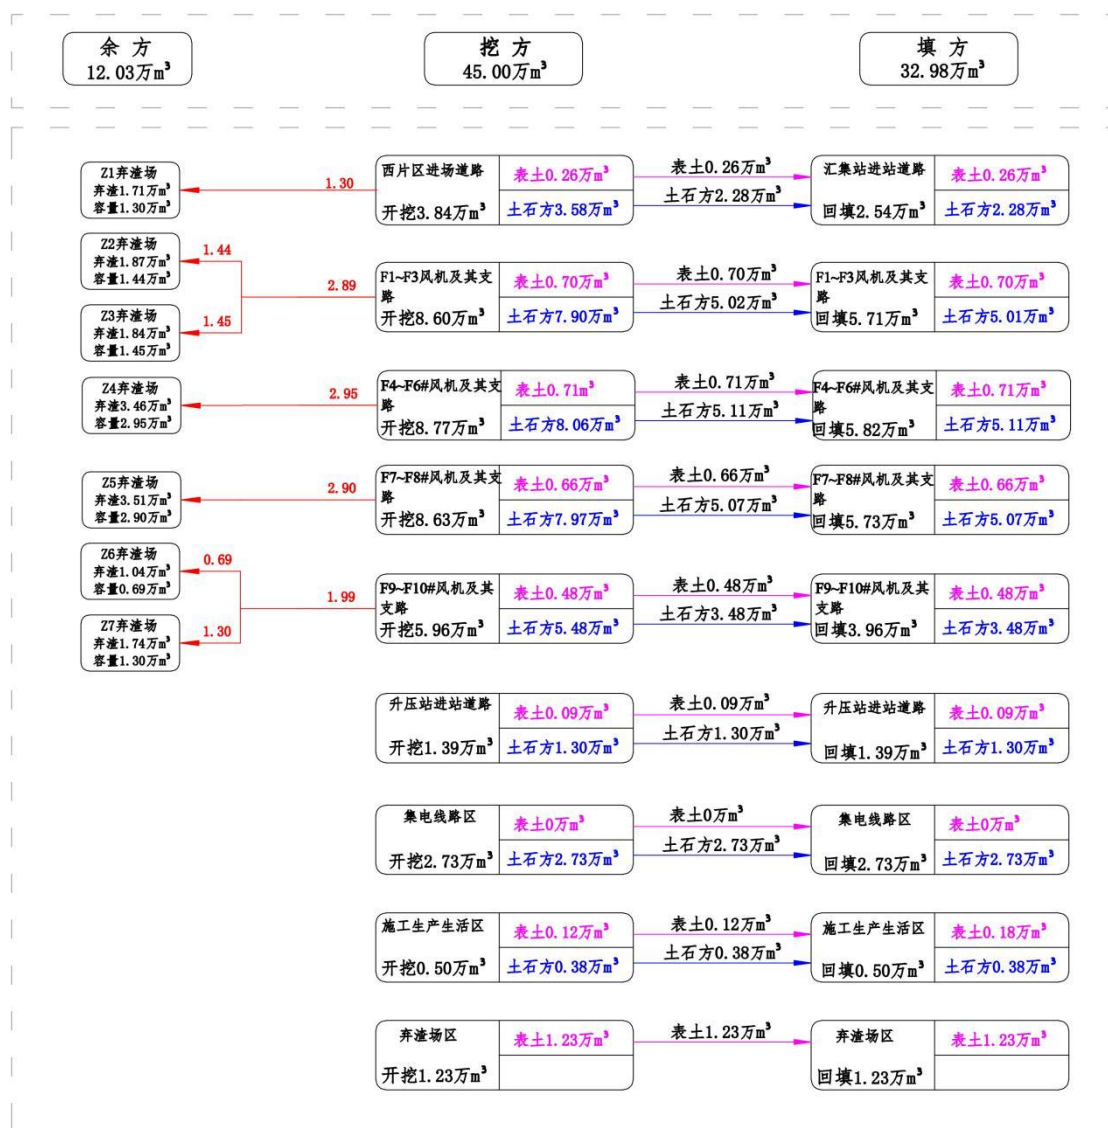 余 方
12.03万m³
挖 方
45.00万m³
填 方
32.98万m³
Z1弃渣场
弃渣1.71万m³
容量1.30万m³
1.30
西片区进场道路
开挖3.84万m³
表土0.26万m³
土石方3.58万m³
表土0.26万m³
土石方2.28万m³
汇集站进站道路
回填2.54万m³
表土0.26万m³
土石方2.28万m³
Z2弃渣场
弃渣1.87万m³
容量1.44万m³
1.44
Z3弃渣场
弃渣1.84万m³
容量1.45万m³
1.45
2.89
F1~F3风机及其支
路
开挖8.60万m³
表土0.70万m³
土石方7.90万m³
表土0.70万m³
土石方5.02万m³
F1~F3风机及其支
路
回填5.71万m³
表土0.70万m³
土石方5.01万m³
Z4弃渣场
弃渣3.46万m³
容量2.95万m³
2.95
F4~F6#风机及其支
路
开挖8.77万m³
表土0.71m³
土石方8.06万m³
表土0.71万m³
土石方5.11万m³
F4~F6#风机及其支
路
回填5.82万m³
表土0.71万m³
土石方5.11万m³
Z5弃渣场
弃渣3.51万m³
容量2.90万m³
2.90
F7~F8#风机及其支
路
开挖8.63万m³
表土0.66万m³
土石方7.97万m³
表土0.66万m³
土石方5.07万m³
F7~F8#风机及其支
路
回填5.73万m³
表土0.66万m³
土石方5.07万m³
Z6弃渣场
弃渣1.04万m³
容量0.69万m³
0.69
Z7弃渣场
弃渣1.74万m³
容量1.30万m³
1.30
1.99
F9~F10#风机及其
支路
开挖5.96万m³
表土0.48万m³
土石方5.48万m³
表土0.48万m³
土石方3.48万m³
F9~F10#风机及其
支路
回填3.96万m³
表土0.48万m³
土石方3.48万m³
升压站进站道路
开挖1.39万m³
表土0.09万m³
土石方1.30万m³
表土0.09万m³
土石方1.30万m³
升压站进站道路
回填1.39万m³
表土0.09万m³
土石方1.30万m³
集电线路区
开挖2.73万m³
表土0万m³
土石方2.73万m³
表土0万m³
土石方2.73万m³
集电线路区
回填2.73万m³
表土0万m³
土石方2.73万m³
施工生产生活区
开挖0.50万m³
表土0.12万m³
土石方0.38万m³
表土0.12万m³
土石方0.38万m³
施工生产生活区
回填0.50万m³
表土0.18万m³
土石方0.38万m³
弃渣场区
开挖1.23万m³
表土1.23万m³
表土1.23万m³
弃渣场区
回填1.23万m³
表土1.23万m³